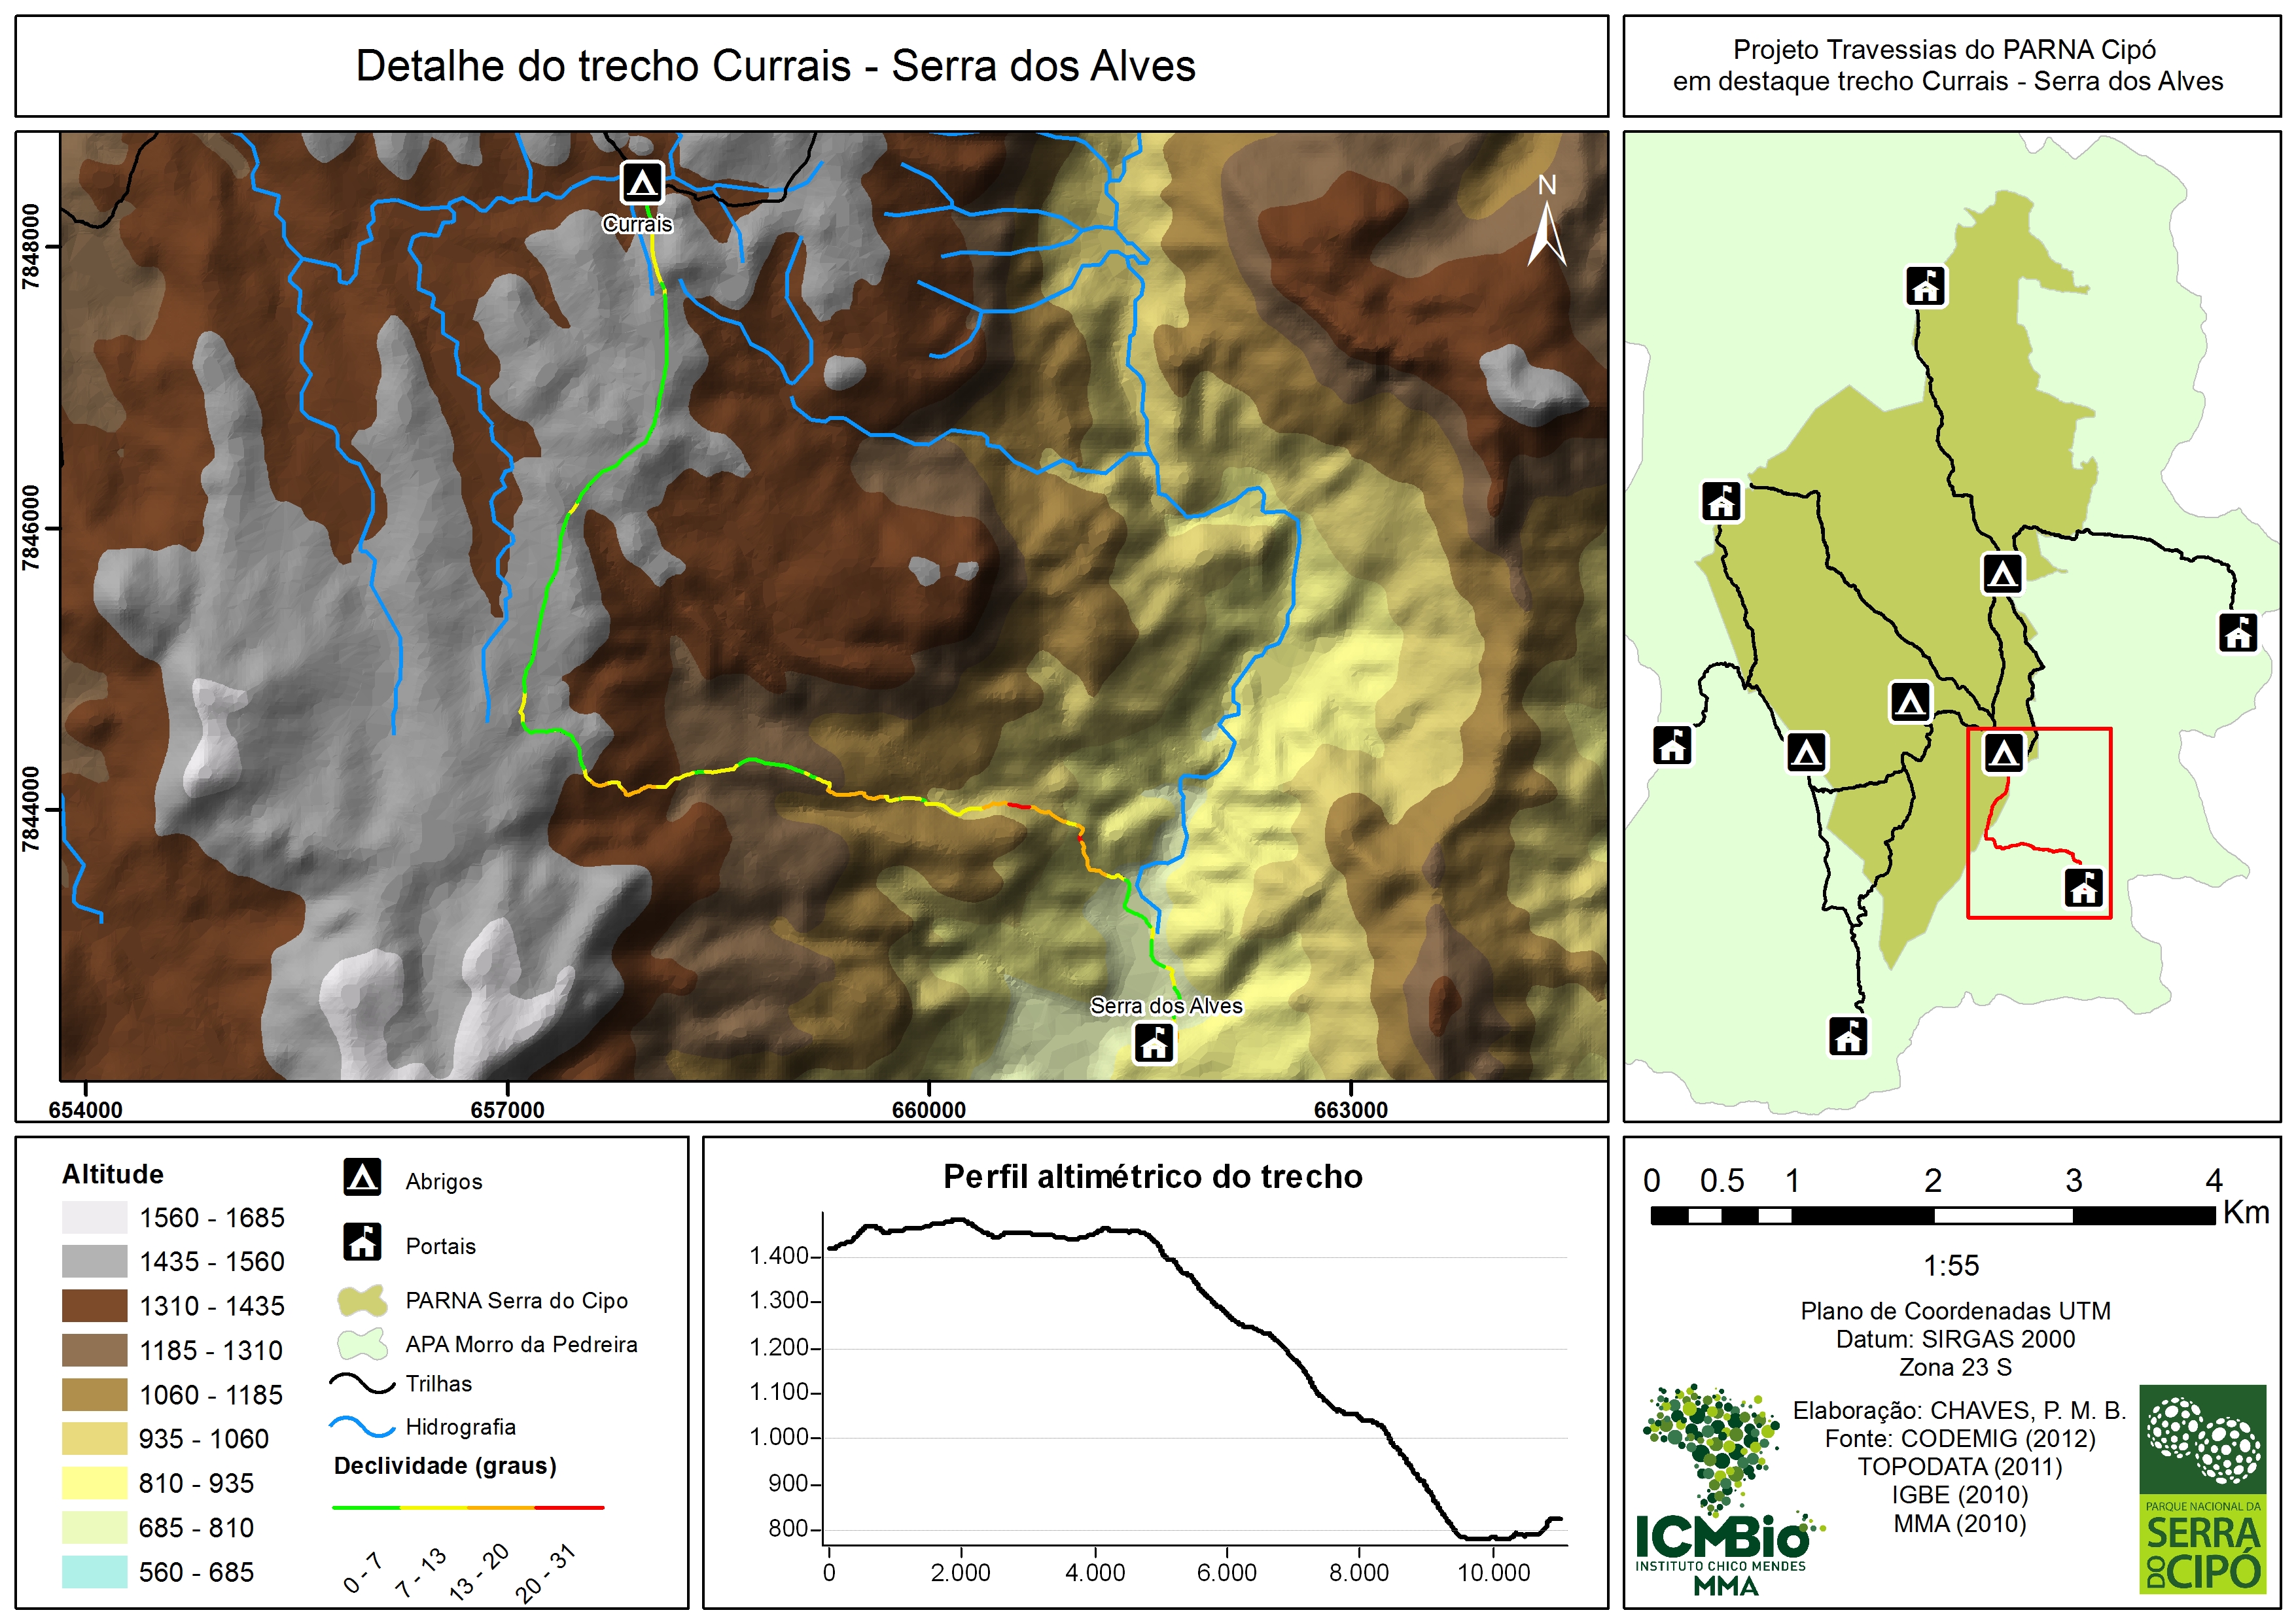 Detalhe do trecho Currais - Serra dos Alves
Projeto Travessias do PARNA Cipó
em destaque trecho Currais - Serra dos Alves
Currais
N
7848000
7846000
7844000
Serra dos Alves
654000
657000
660000
663000
Altitude
1560 - 1685
1435 - 1560
1310 - 1435
1185 - 1310
1060 - 1185
935 - 1060
810 - 935
685 - 810
560 - 685
Abrigos
Portais
PARNA Serra do Cipo
APA Morro da Pedreira
Trilhas
Hidrografia
Declividade (graus)
0 - 7
7 - 13
13 - 20
20 - 31
Perfil altimétrico do trecho
1.400
1.300
1.200
1.100
1.000
900
800
0 2.000 4.000 6.000 8.000 10.000
0 0.5 1 2 3 4
Km
1:55
Plano de Coordenadas UTM
Datum: SIRGAS 2000
Zona 23 S
Elaboração: CHAVES, P. M. B.
Fonte: CODEMIG (2012)
TOPODATA (2011)
IGBE (2010)
MMA (2010)
ICMBio
INSTITUTO CHICO MENDES
MMA
PARQUE NACIONAL DA
SERRA
DO CIPÓ